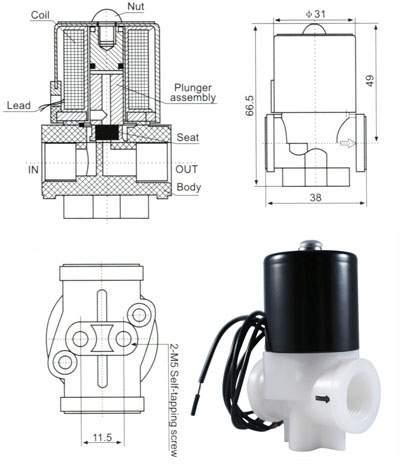 Nut
Coil
Plunger
assembly
Lead
Seat
IN
OUT
Body
Φ31
49
66.5
38
2-M5 Self-tapping screw
11.5